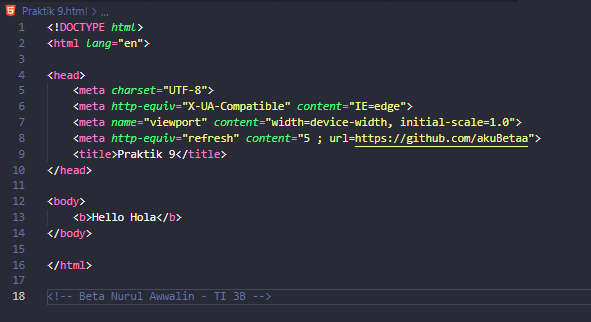 Praktik 9.html > ...
1 <!DOCTYPE html>
2 <html lang="en">
3
4 <head>
5 <meta charset="UTF-8">
6 <meta http-equiv="X-UA-Compatible" content="IE=edge">
7 <meta name="viewport" content="width=device-width, initial-scale=1.0">
8 <meta http-equiv="refresh" content="5 ; url=https://github.com/akuBetaa">
9 <title>Praktik 9</title>
10 </head>
11
12 <body>
13 <b>Hello Hola</b>
14 </body>
15
16 </html>
17
18 <!-- Beta Nurul Awwalin - TI 3B -->